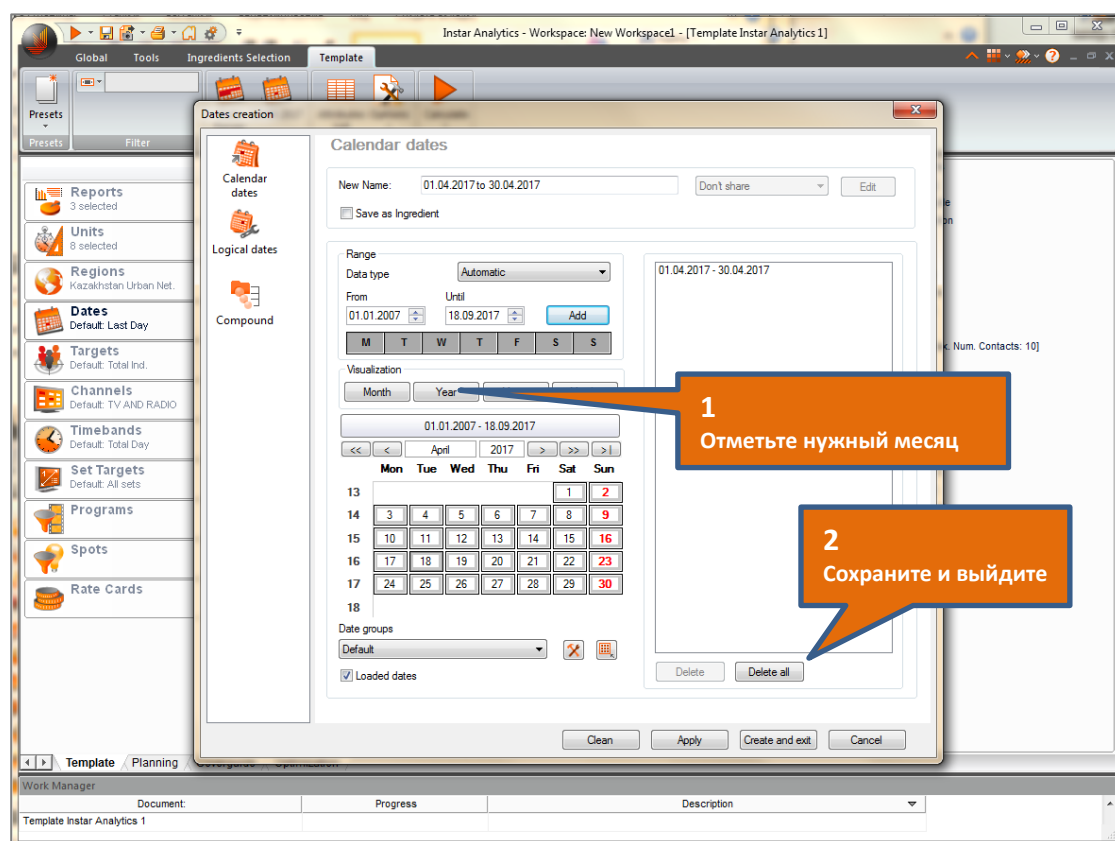 Instar Analytics - Workspace: New Workspace1 - [Template Instar Analytics 1]
Global Tools Ingredients Selection Template
Presets
Presets Filter
Reports
3 selected
Units
8 selected
Regions
Kazakhstan Urban Net.
Dates
Default: Last Day
Targets
Default: Total Ind.
Channels
Default: TV AND RADIO
Timebands
Default: Total Day
Set Targets
Default: All sets
Programs
Spots
Rate Cards
Dates creation
Calendar dates
Logical dates
Compound
Calendar dates
New Name: 01.04.2017 to 30.04.2017 Don't share Edit
Save as Ingredient
Range
Data type Automatic
From Until
01.01.2007 18.09.2017 Add
M T W T F S S
Visualization
Month Year
01.01.2007 - 18.09.2017
<< < April 2017 > >> >|
Mon Tue Wed Thu Fri Sat Sun
13 1 2
14 3 4 5 6 7 8 9
15 10 11 12 13 14 15 16
16 17 18 19 20 21 22 23
17 24 25 26 27 28 29 30
18
Date groups
Default
Loaded dates
01.04.2017 - 30.04.2017
Delete Delete all
1
Отметьте нужный месяц
2
Сохраните и выйдите
Clean Apply Create and exit Cancel
Num. Contacts: 10]
Template Planning
Work Manager
Document: Progress Description
Template Instar Analytics 1